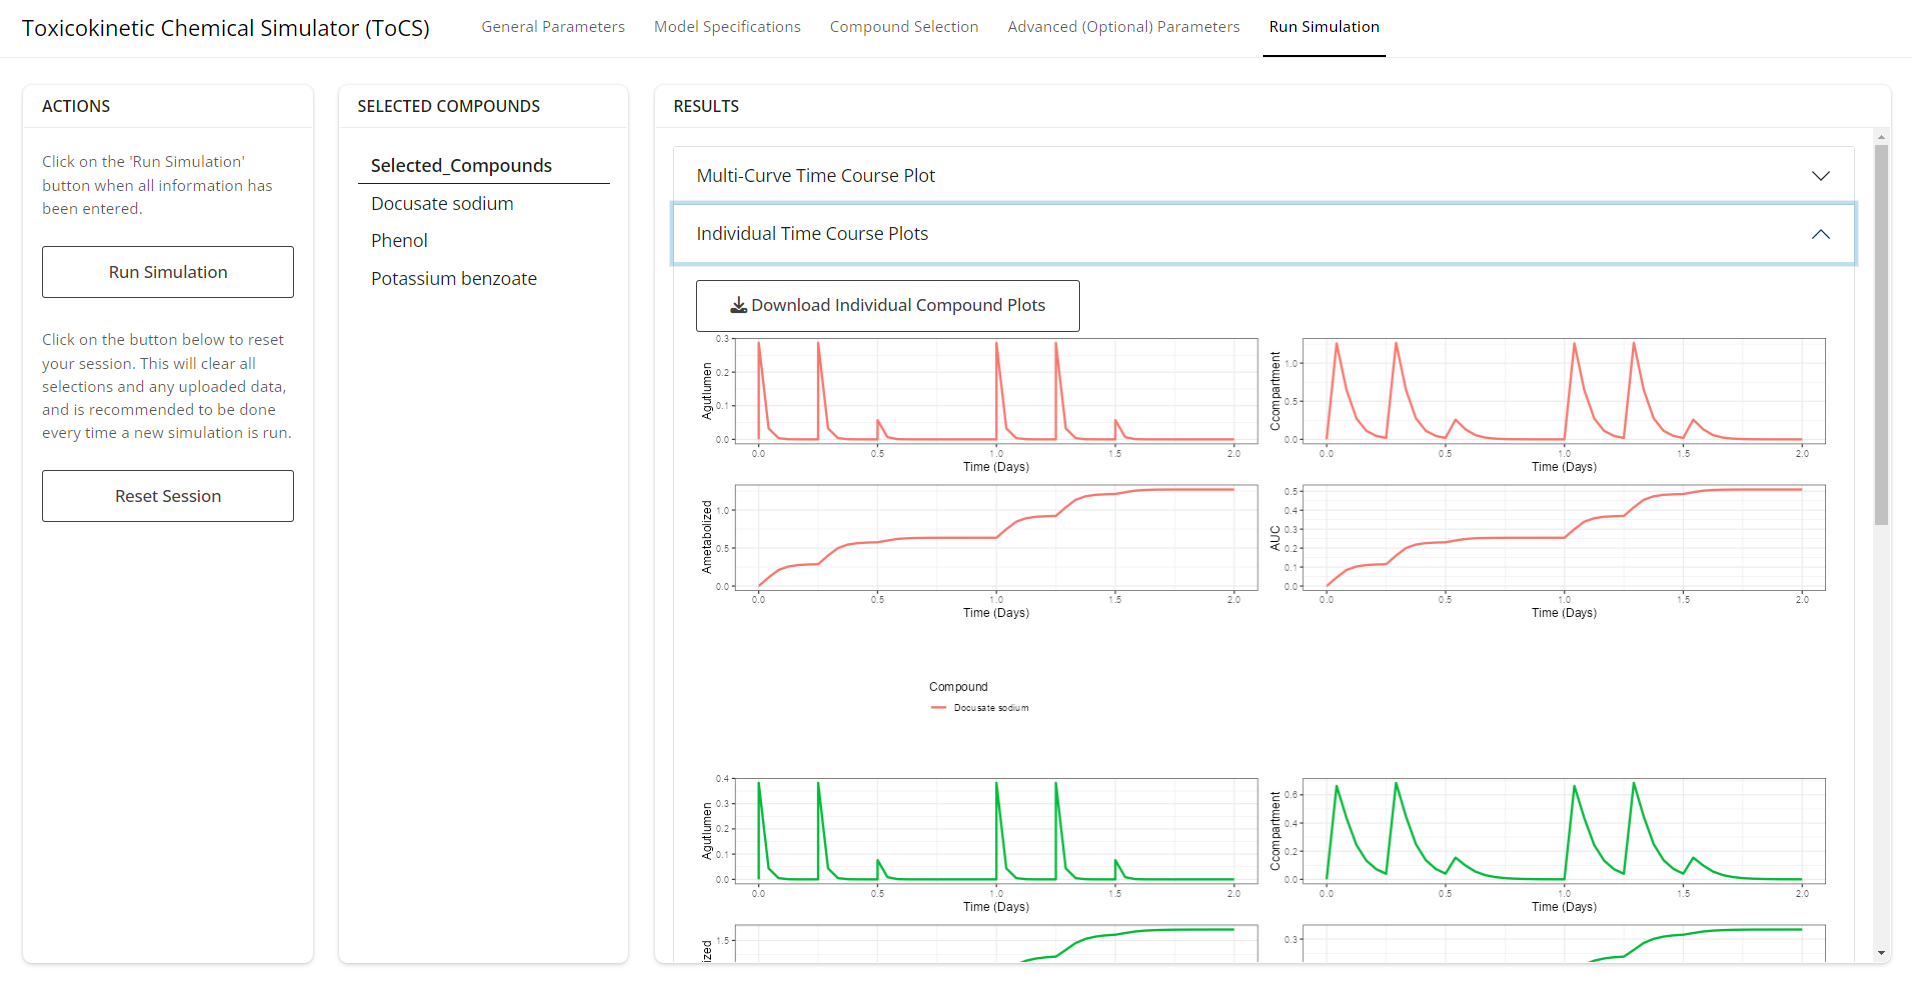 Toxicokinetic Chemical Simulator (ToCS)
General Parameters
Model Specifications
Compound Selection
Advanced (Optional) Parameters
Run Simulation
ACTIONS
Click on the 'Run Simulation'
button when all information has
been entered.
Run Simulation
Click on the button below to reset
your session. This will clear all
selections and any uploaded data,
and is recommended to be done
every time a new simulation is run.
Reset Session
SELECTED COMPOUNDS
Selected_Compounds
Docusate sodium
Phenol
Potassium benzoate
RESULTS
Multi-Curve Time Course Plot
Individual Time Course Plots
Download Individual Compound Plots
Agutlumen
0.3
0.2
0.1
0.0
0.0 0.5 1.0 1.5 2.0
Time (Days)
Ccompartment
1.0
0.5
0.0
0.0 0.5 1.0 1.5 2.0
Time (Days)
Ametabolized
1.0
0.5
0.0
0.0 0.5 1.0 1.5 2.0
Time (Days)
AUC
0.5
0.4
0.3
0.2
0.1
0.0
0.0 0.5 1.0 1.5 2.0
Time (Days)
Compound
Docusate sodium
Agutlumen
0.4
0.3
0.2
0.1
0.0
0.0 0.5 1.0 1.5 2.0
Time (Days)
Ccompartment
0.6
0.4
0.2
0.0
0.0 0.5 1.0 1.5 2.0
Time (Days)
ized
1.5
0.3